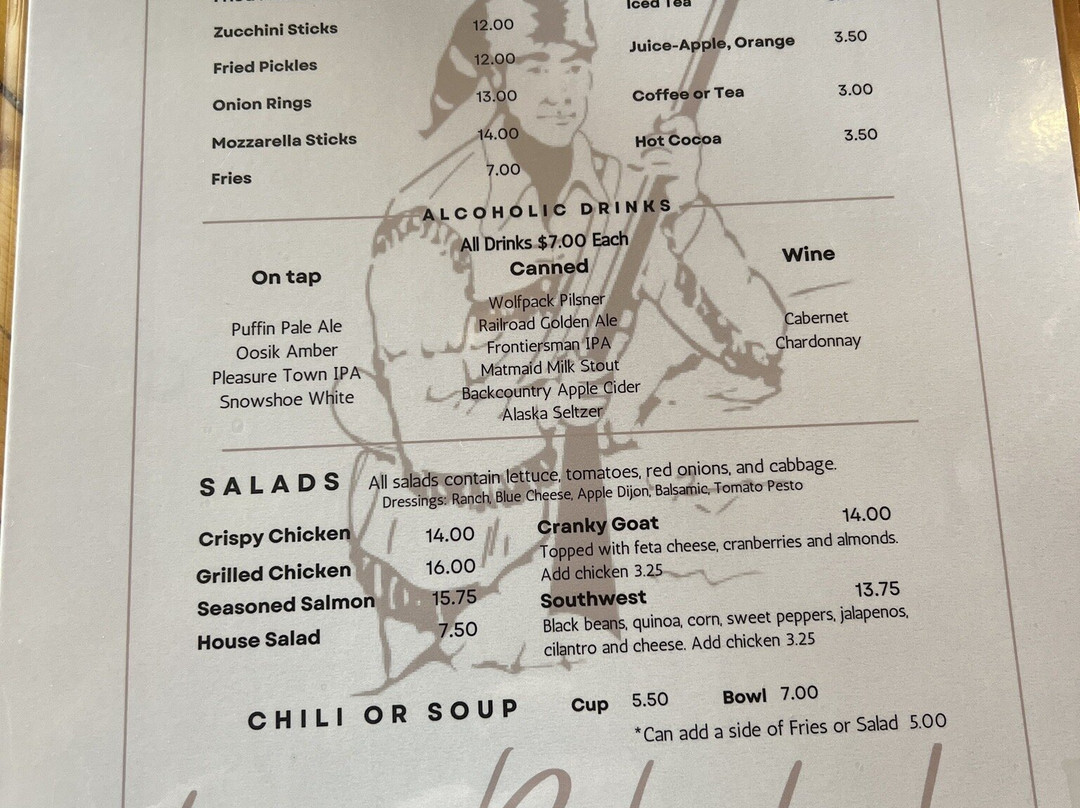 Zucchini Sticks 12.00
Fried Pickles 12.00
Onion Rings 13.00
Mozzarella Sticks 14.00
Fries 7.00
Iced Tea
Juice-Apple, Orange 3.50
Coffee or Tea 3.00
Hot Cocoa 3.50
ALCOHOLIC DRINKS
All Drinks $7.00 Each
On tap
Puffin Pale Ale
Oosik Amber
Pleasure Town IPA
Snowshoe White
Canned
Wolfpack Pilsner
Railroad Golden Ale
Frontiersman IPA
Matmaid Milk Stout
Backcountry Apple Cider
Alaska Seltzer
Wine
Cabernet
Chardonnay
SALADS All salads contain lettuce, tomatoes, red onions, and cabbage.
Dressings: Ranch, Blue Cheese, Apple Dijon, Balsamic, Tomato Pesto
Crispy Chicken 14.00
Grilled Chicken 16.00
Seasoned Salmon 15.75
House Salad 7.50
Cranky Goat 14.00
Topped with feta cheese, cranberries and almonds.
Add chicken 3.25
Southwest 13.75
Black beans, quinoa, corn, sweet peppers, jalapenos,
cilantro and cheese. Add chicken 3.25
CHILI OR SOUP Cup 5.50 Bowl 7.00
*Can add a side of Fries or Salad 5.00